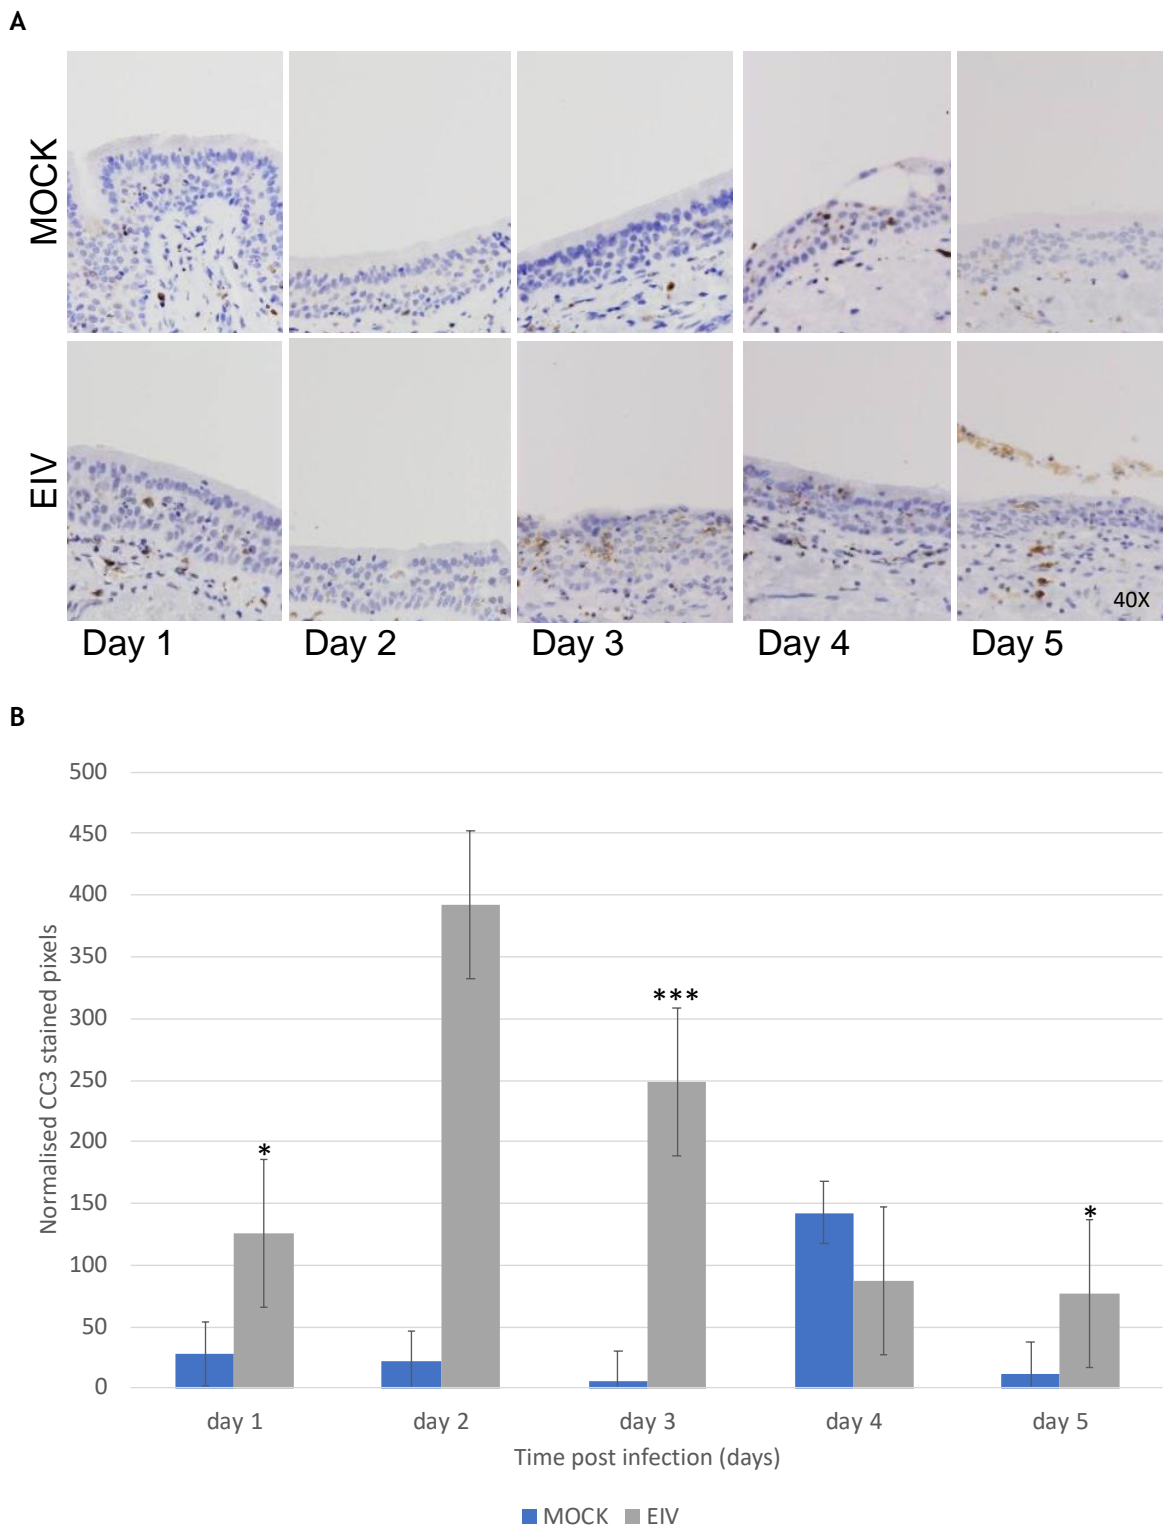 A
MOCK
EIV
40X
Day 1 Day 2 Day 3 Day 4 Day 5
B
500
450
400
350
300
250
200
150
100
50
0
Normalised CC3 stained pixels
*
***
*
day 1 day 2 day 3 day 4 day 5
Time post infection (days)
MOCK EIV